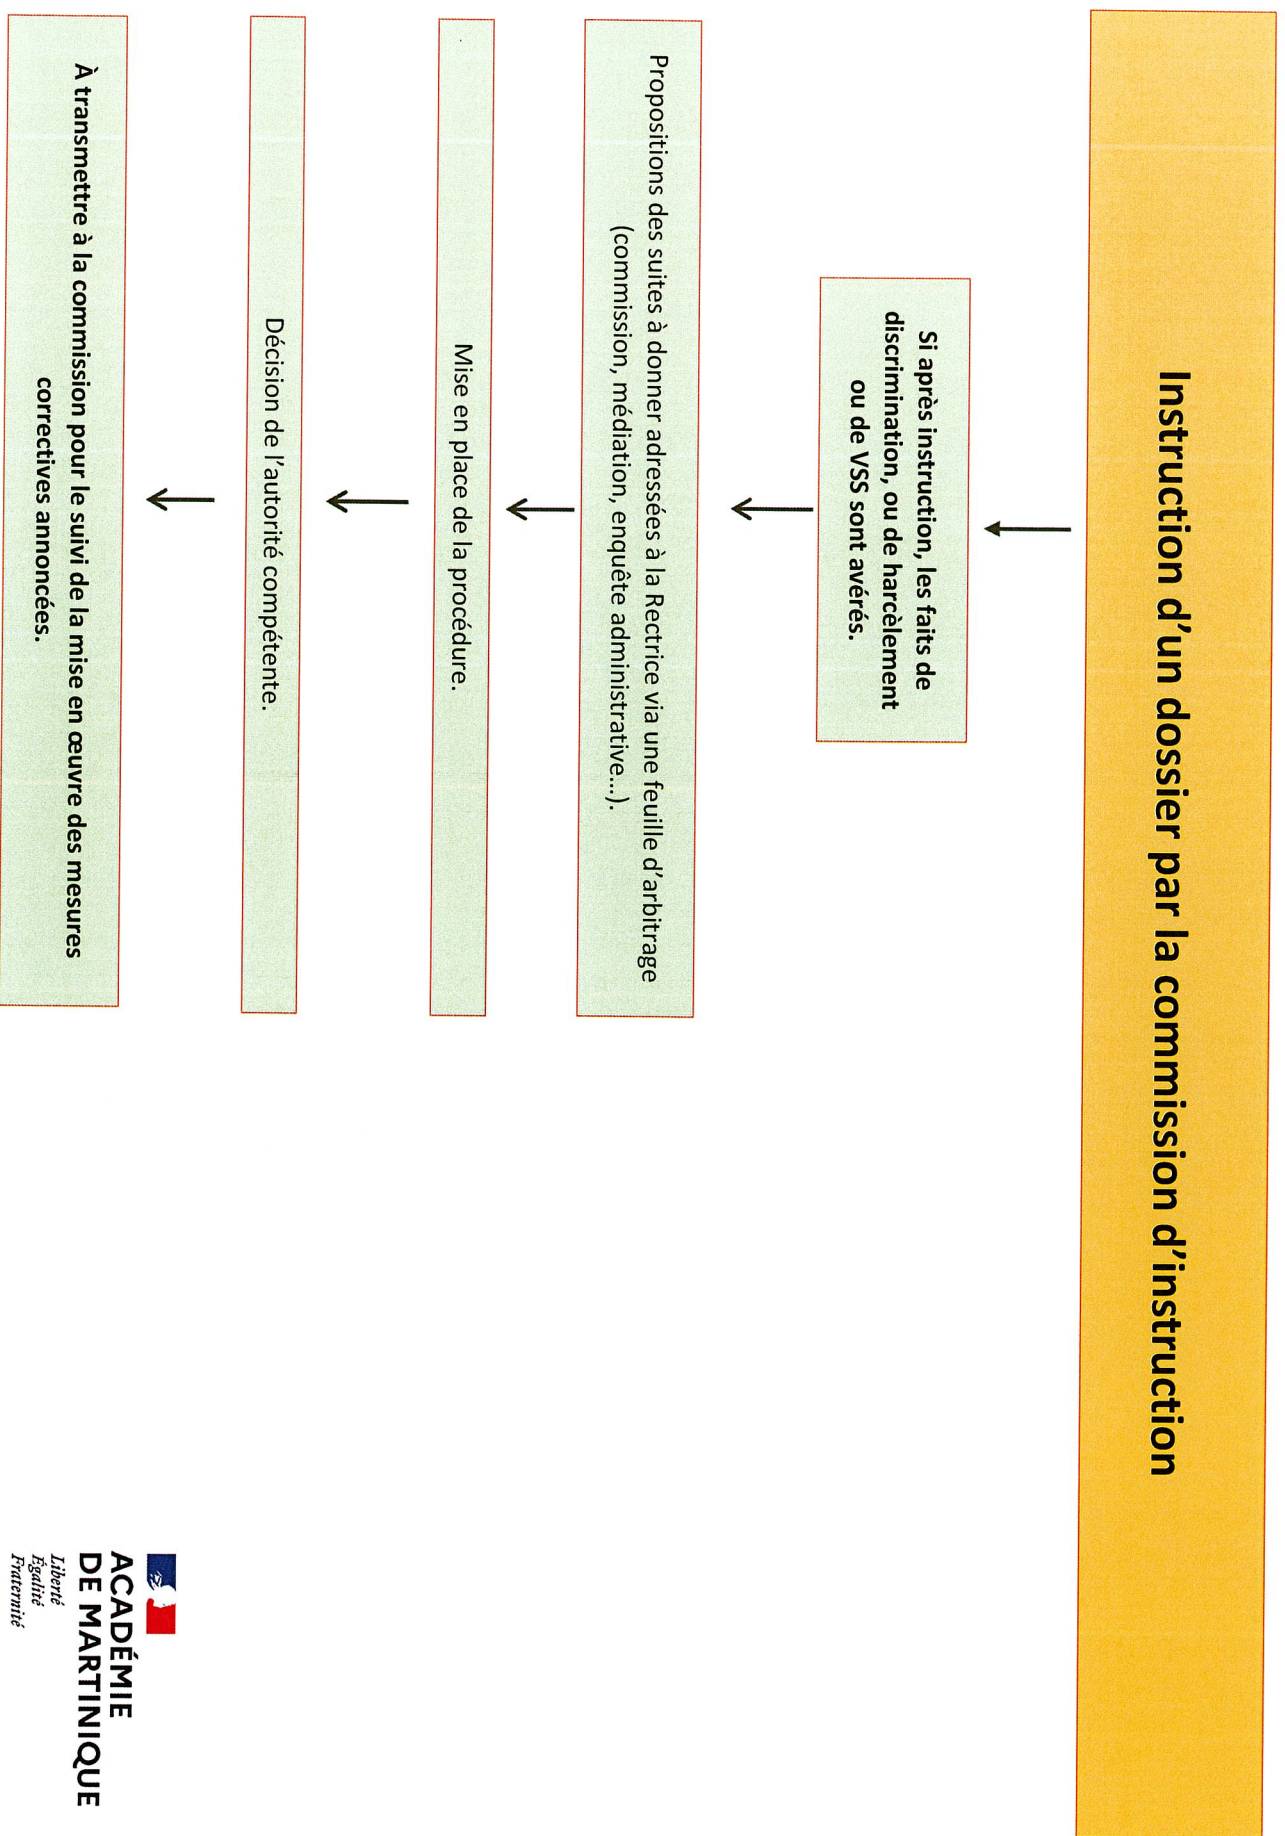 Instruction d'un dossier par la commission d'instruction
Si après instruction, les faits de
discrimination, ou de harcèlement
ou de VSS sont avérés.
Propositions des suites à donner adressées à la Rectrice via une feuille d'arbitrage
(commission, médiation, enquête administrative...).
Mise en place de la procédure.
Décision de l'autorité compétente.
À transmettre à la commission pour le suivi de la mise en œuvre des mesures
correctives annoncées.
ACADÉMIE
DE MARTINIQUE
Liberté
Égalité
Fraternité